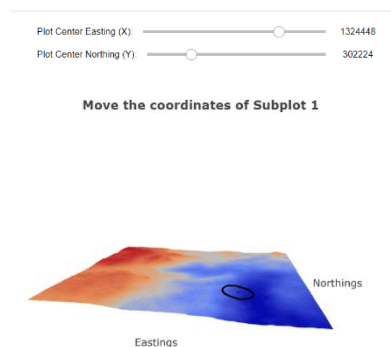 Plot Center Easting (X): 1324448
Plot Center Northing (Y): 302224
Move the coordinates of Subplot 1
Northings
Eastings